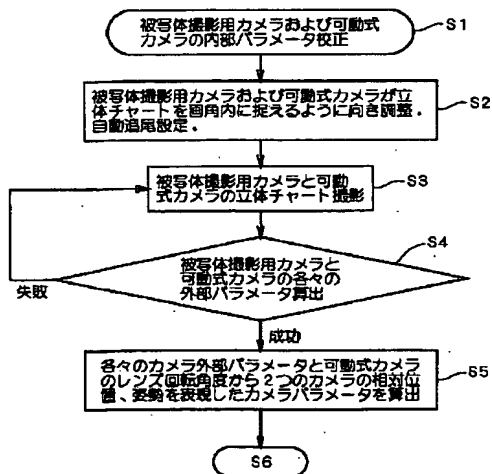 被写体撮影用カメラおよび可動式
カメラの内部パラメータ校正
S1
被写体撮影用カメラおよび可動式カメラが立
体チャートを画角内に捉えるように向き調整．
自動追尾設定．
S2
被写体撮影用カメラと可動
式カメラの立体チャート撮影
S3
被写体撮影用カメラと
可動式カメラの各々の
外部パラメータ算出
S4
失敗
成功
各々のカメラ外部パラメータと可動式カメラ
のレンズ回転角度から２つのカメラの相対位
値、姿勢を表現したカメラパラメータを算出
S5
S6